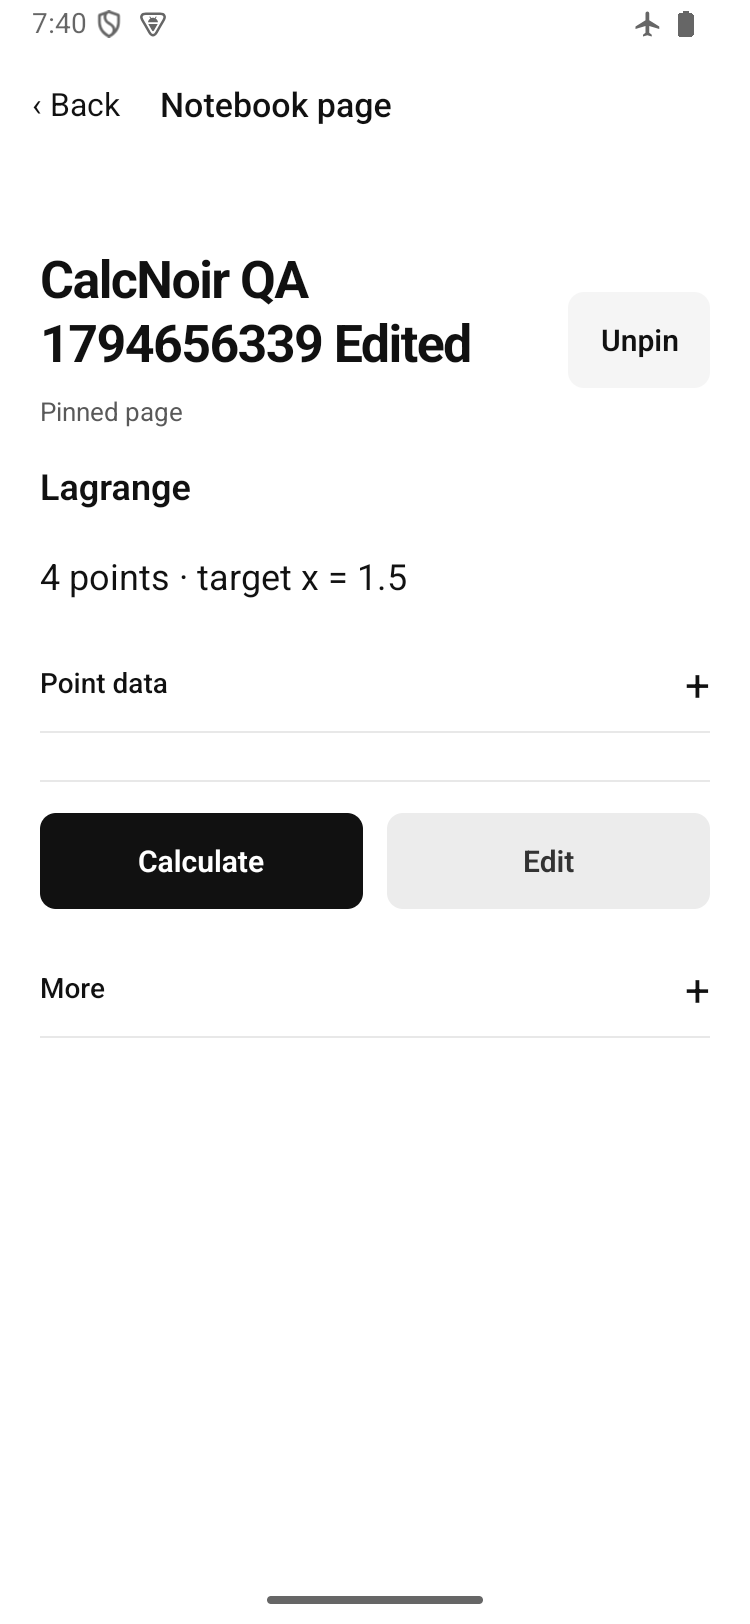 7:40
‹ Back Notebook page
CalcNoir QA
1794656339 Edited
Unpin
Pinned page
Lagrange
4 points · target x = 1.5
Point data +
Calculate Edit
More +